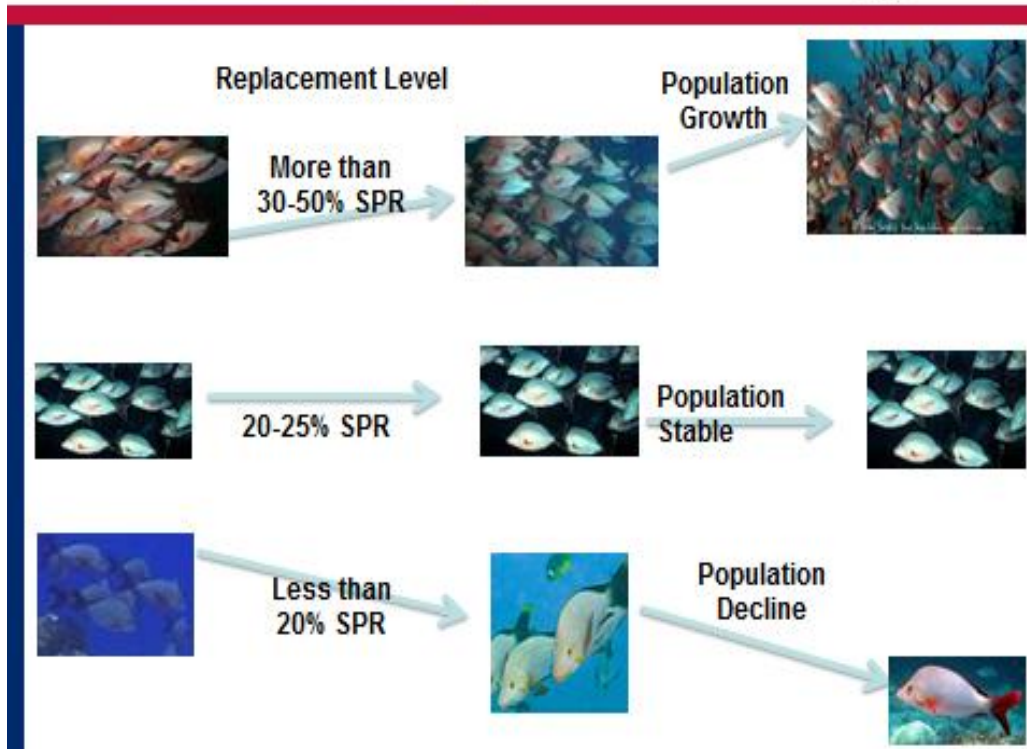 Replacement Level
Population
Growth
More than
30-50% SPR
20-25% SPR
Population
Stable
Less than
20% SPR
Population
Decline